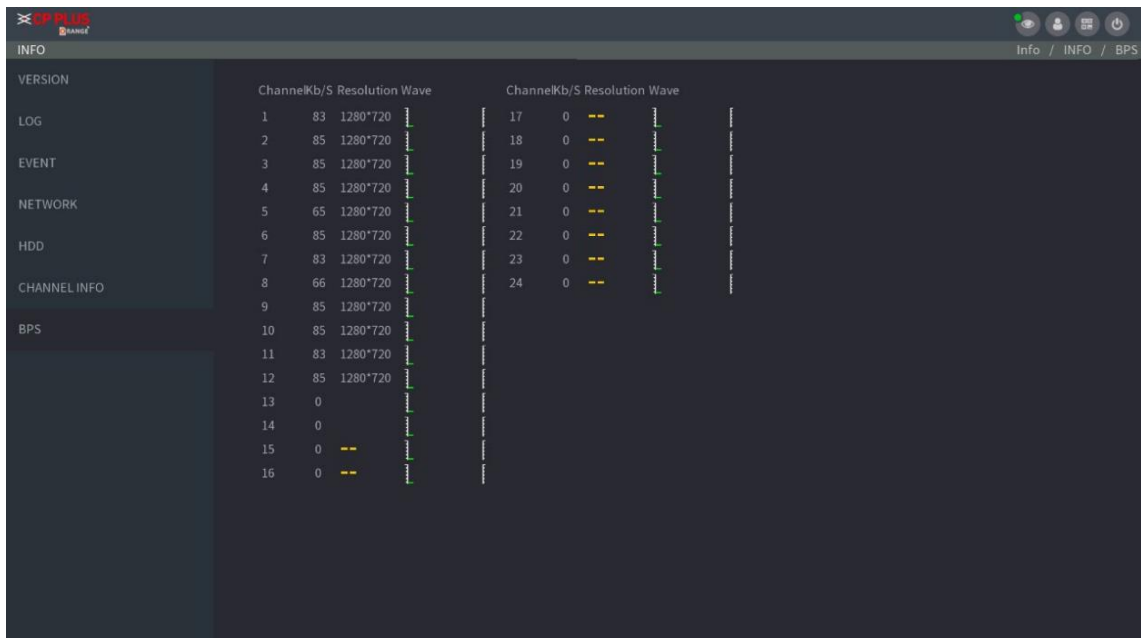 CP PLUS
ORANGE
INFO Info / INFO / BPS
VERSION
LOG
EVENT
NETWORK
HDD
CHANNEL INFO
BPS
Channel Kb/S Resolution Wave Channel Kb/S Resolution Wave
1 83 1280*720 17 0 --
2 85 1280*720 18 0 --
3 85 1280*720 19 0 --
4 85 1280*720 20 0 --
5 65 1280*720 21 0 --
6 85 1280*720 22 0 --
7 83 1280*720 23 0 --
8 66 1280*720 24 0 --
9 85 1280*720
10 85 1280*720
11 83 1280*720
12 85 1280*720
13 0
14 0
15 0 --
16 0 --